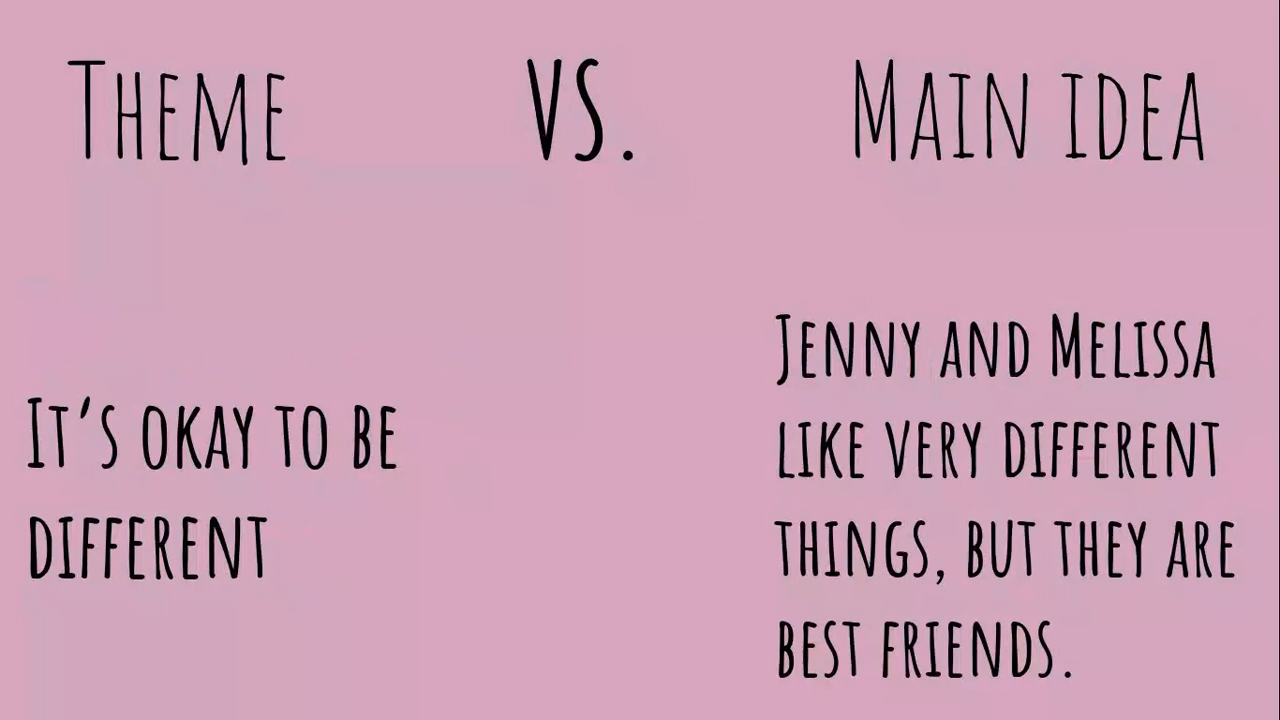 Theme vs. Main idea
It's okay to be
different
Jenny and Melissa
like very different
things, but they are
best friends.